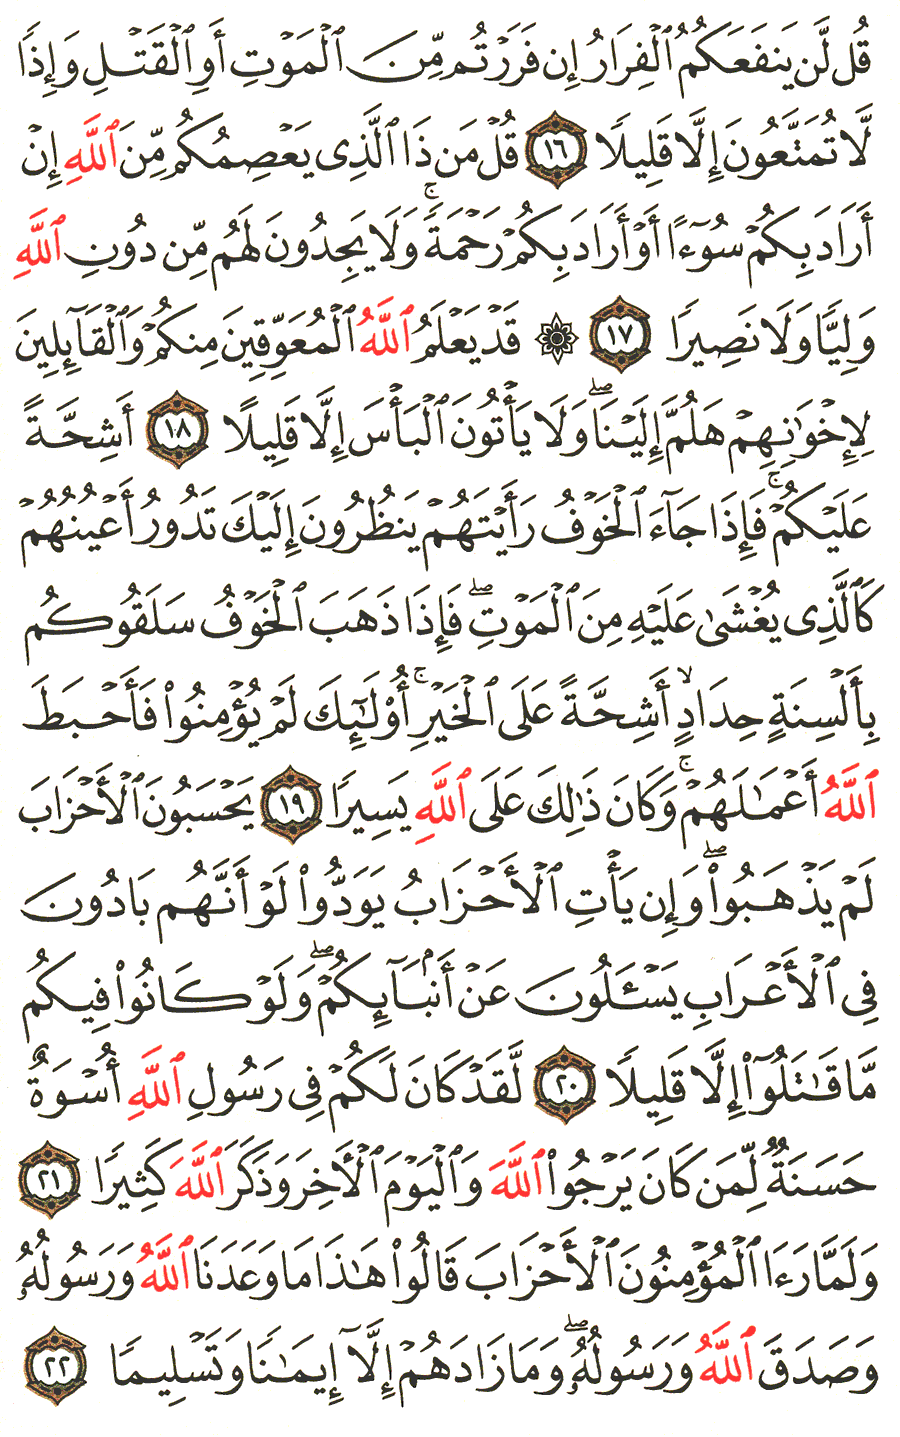 قُل لَّن يَنفَعَكُمُ ٱلْفِرَارُ إِن فَرَرْتُم مِّنَ ٱلْمَوْتِ أَوِ ٱلْقَتْلِ وَإِذًا
لَّا تُمَتَّعُونَ إِلَّا قَلِيلًا ١٦ قُلْ مَن ذَا ٱلَّذِى يَعْصِمُكُم مِّنَ ٱللَّهِ إِنْ
أَرَادَ بِكُمْ سُوٓءًا أَوْ أَرَادَ بِكُمْ رَحْمَةً ۚ وَلَا يَجِدُونَ لَهُم مِّن دُونِ ٱللَّهِ
وَلِيًّا وَلَا نَصِيرًا ١٧ ۞ قَدْ يَعْلَمُ ٱللَّهُ ٱلْمُعَوِّقِينَ مِنكُمْ وَٱلْقَآئِلِينَ
لِإِخْوَٰنِهِمْ هَلُمَّ إِلَيْنَا ۖ وَلَا يَأْتُونَ ٱلْبَأْسَ إِلَّا قَلِيلًا ١٨ أَشِحَّةً
عَلَيْكُمْ ۖ فَإِذَا جَآءَ ٱلْخَوْفُ رَأَيْتَهُمْ يَنظُرُونَ إِلَيْكَ تَدُورُ أَعْيُنُهُمْ
كَٱلَّذِى يُغْشَىٰ عَلَيْهِ مِنَ ٱلْمَوْتِ ۖ فَإِذَا ذَهَبَ ٱلْخَوْفُ سَلَقُوكُم
بِأَلْسِنَةٍ حِدَادٍ أَشِحَّةً عَلَى ٱلْخَيْرِ ۚ أُو۟لَٰٓئِكَ لَمْ يُؤْمِنُوا۟ فَأَحْبَطَ
ٱللَّهُ أَعْمَٰلَهُمْ ۚ وَكَانَ ذَٰلِكَ عَلَى ٱللَّهِ يَسِيرًا ١٩ يَحْسَبُونَ ٱلْأَحْزَابَ
لَمْ يَذْهَبُوا۟ ۖ وَإِن يَأْتِ ٱلْأَحْزَابُ يَوَدُّوا۟ لَوْ أَنَّهُم بَادُونَ
فِى ٱلْأَعْرَابِ يَسْـَٔلُونَ عَنْ أَنۢبَآئِكُمْ ۖ وَلَوْ كَانُوا۟ فِيكُم
مَّا قَٰتَلُوٓا۟ إِلَّا قَلِيلًا ٢٠ لَّقَدْ كَانَ لَكُمْ فِى رَسُولِ ٱللَّهِ أُسْوَةٌ
حَسَنَةٌ لِّمَن كَانَ يَرْجُوا۟ ٱللَّهَ وَٱلْيَوْمَ ٱلْأَخِرَ وَذَكَرَ ٱللَّهَ كَثِيرًا ٢١
وَلَمَّا رَءَا ٱلْمُؤْمِنُونَ ٱلْأَحْزَابَ قَالُوا۟ هَٰذَا مَا وَعَدَنَا ٱللَّهُ وَرَسُولُهُۥ
وَصَدَقَ ٱللَّهُ وَرَسُولُهُۥ ۖ وَمَا زَادَهُمْ إِلَّآ إِيمَٰنًا وَتَسْلِيمًا ٢٢